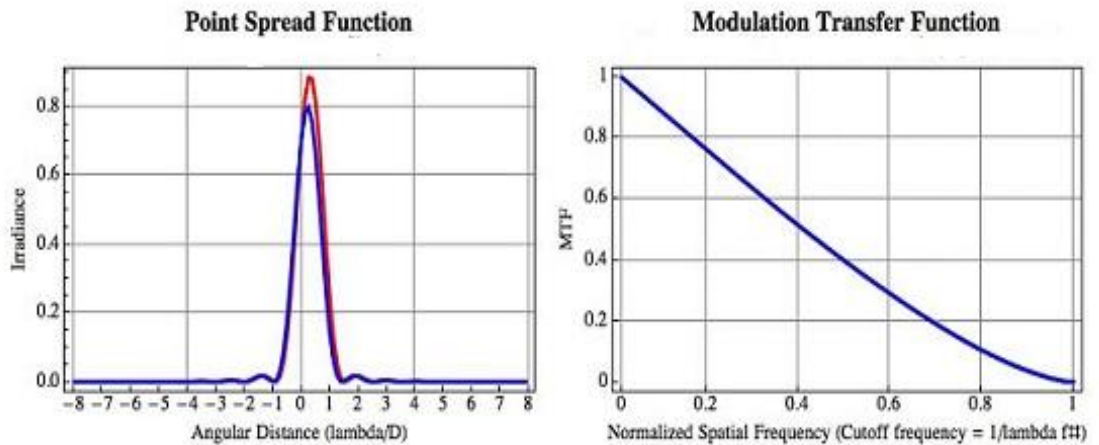 Point Spread Function
Modulation Transfer Function
Irradiance
0.8
0.6
0.4
0.2
0.0
-8 -7 -6 -5 -4 -3 -2 -1 0 1 2 3 4 5 6 7 8
Angular Distance (lambda/D)
MTF
1
0.8
0.6
0.4
0.2
0
0 0.2 0.4 0.6 0.8 1
Normalized Spatial Frequency (Cutoff frequency = 1/lambda f#)